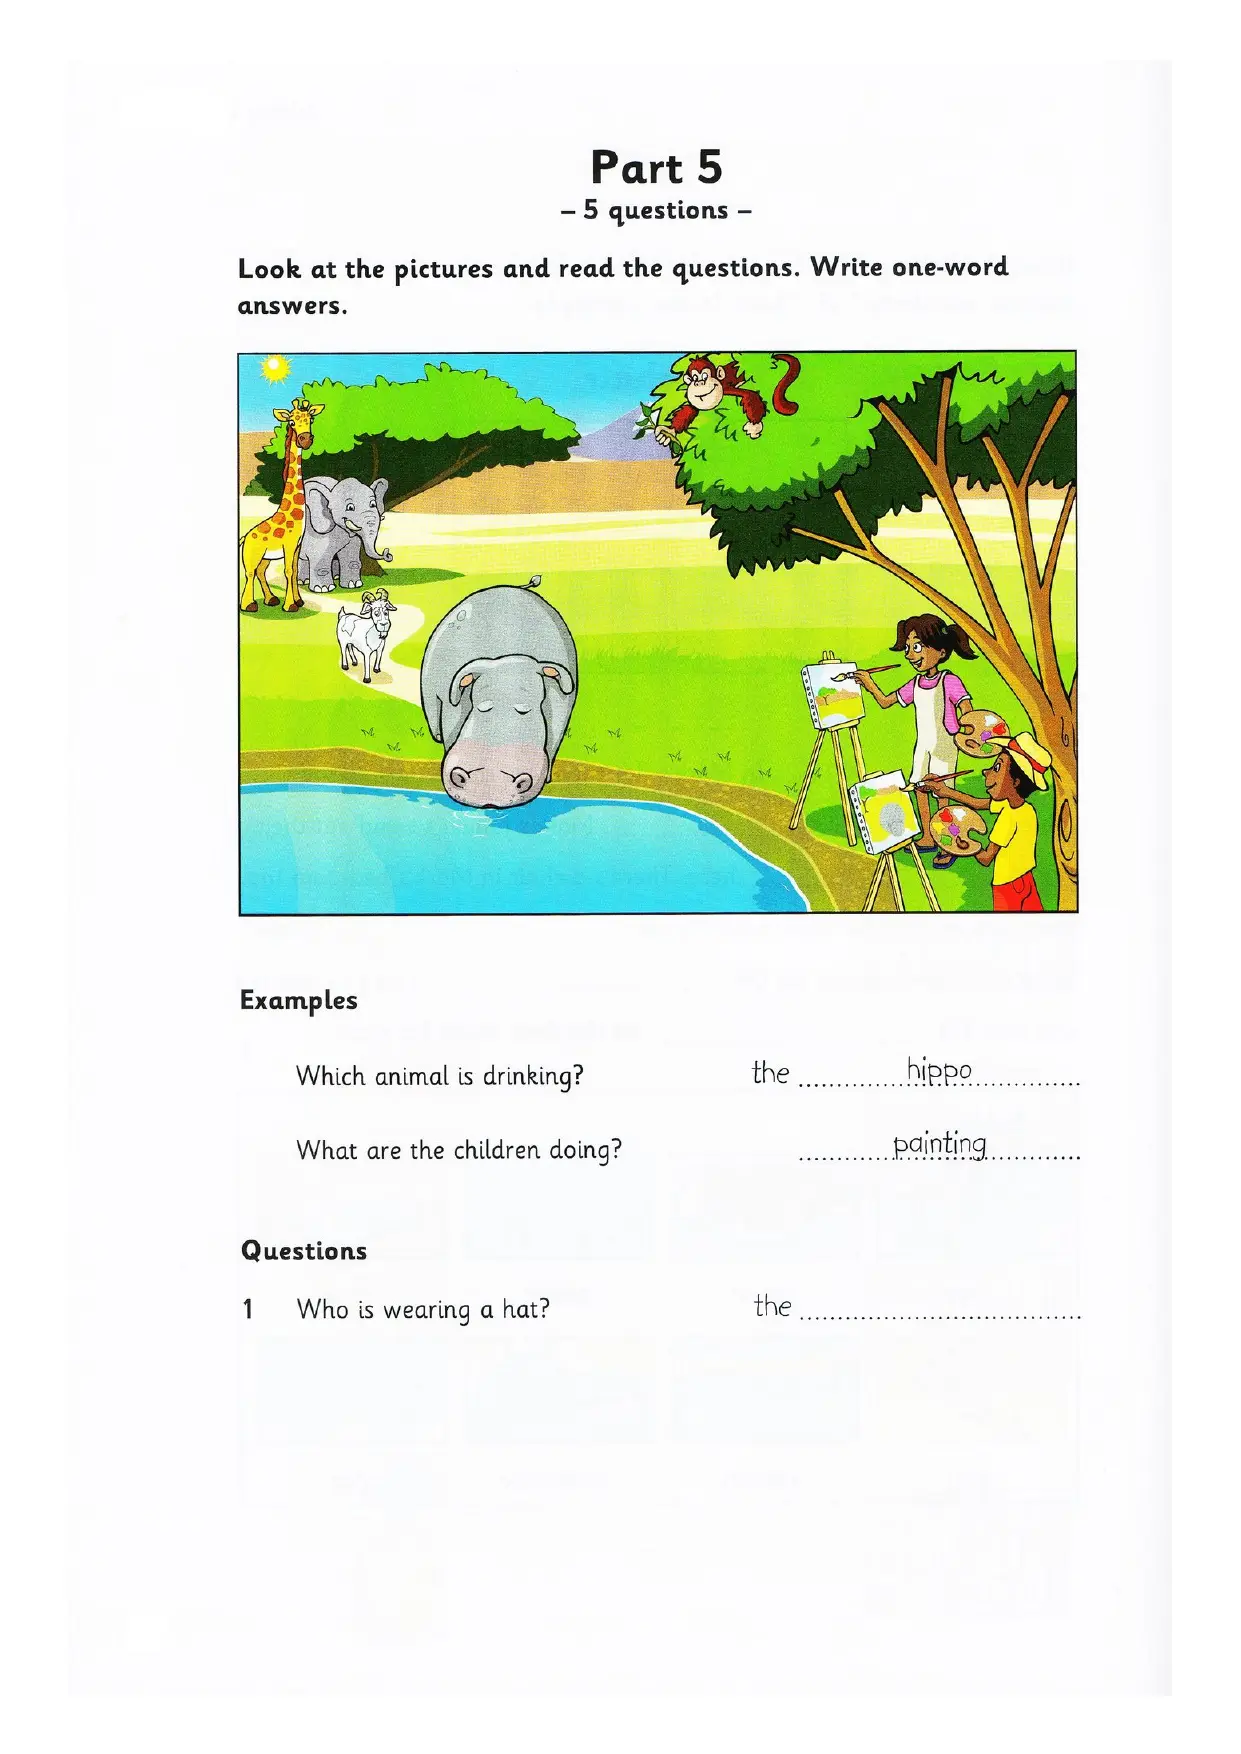 Part 5
– 5 questions –
Look at the pictures and read the questions. Write one-word
answers.
Examples
Which animal is drinking? the hippo
What are the children doing? painting
Questions
1 Who is wearing a hat? the